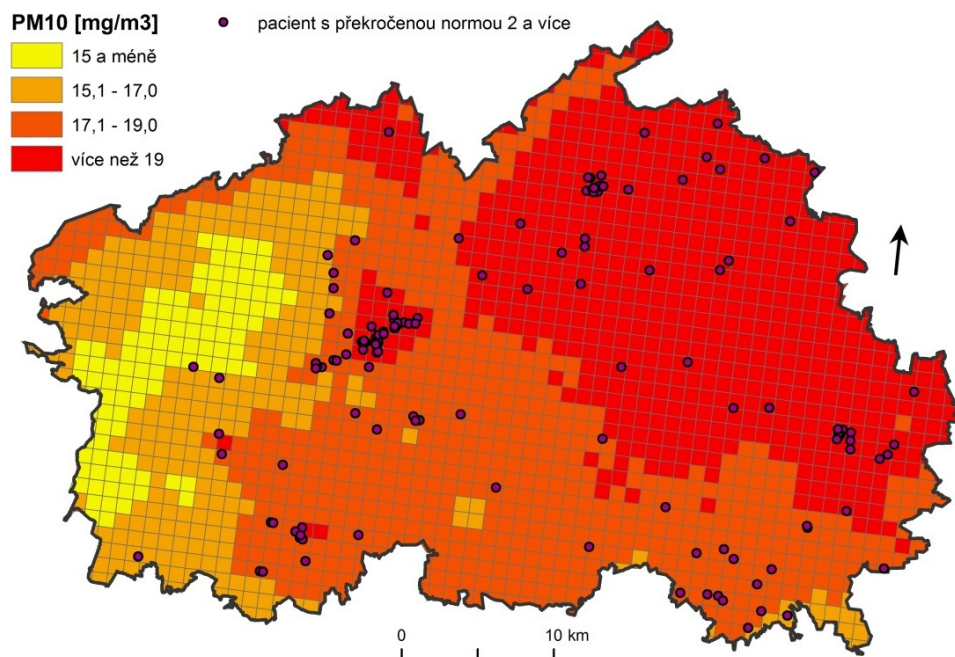 PM10 [mg/m3]
pacient s překročenou normou 2 a více
15 a méně
15,1 - 17,0
17,1 - 19,0
více než 19
0 10 km